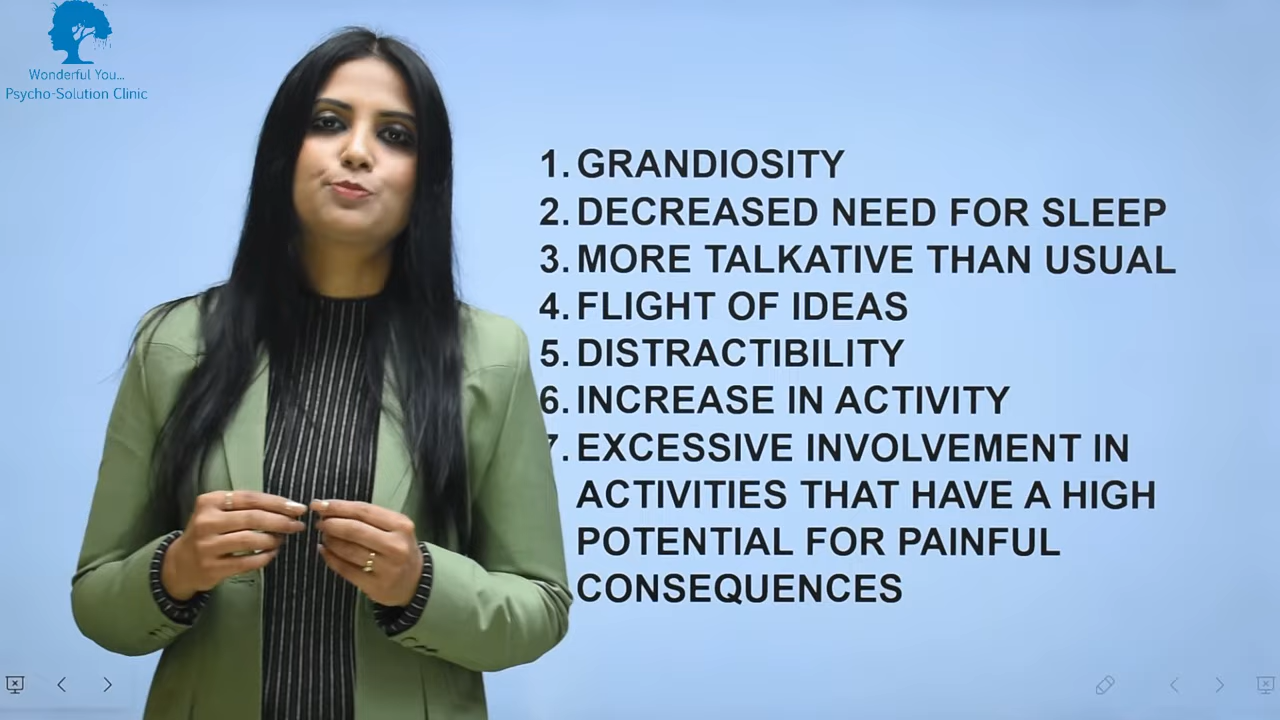 Wonderful You...
Psycho-Solution Clinic
1. GRANDIOSITY
2. DECREASED NEED FOR SLEEP
3. MORE TALKATIVE THAN USUAL
4. FLIGHT OF IDEAS
5. DISTRACTIBILITY
6. INCREASE IN ACTIVITY
7. EXCESSIVE INVOLVEMENT IN
ACTIVITIES THAT HAVE A HIGH
POTENTIAL FOR PAINFUL
CONSEQUENCES